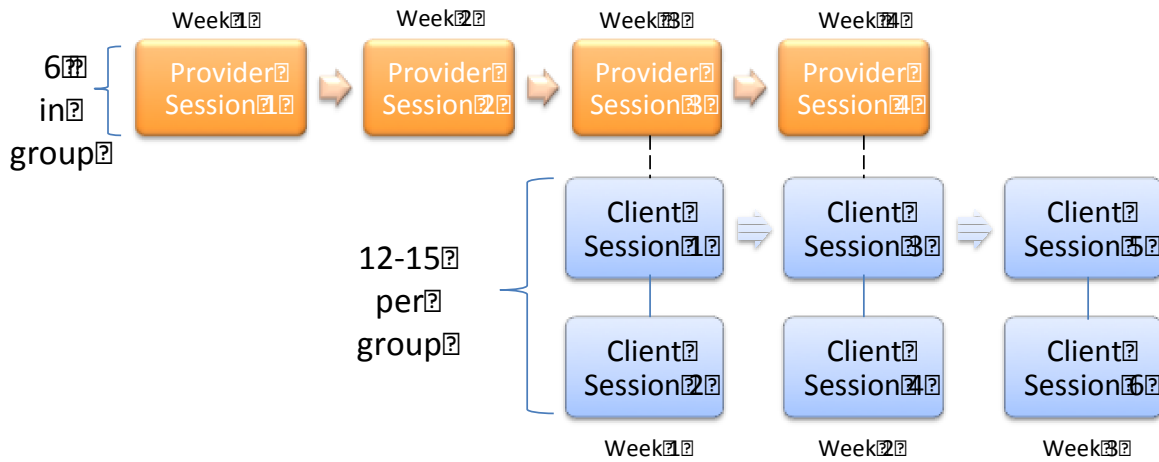 Week 1
Week 2
Week 3
Week 4
6
in
group
Provider
Session 1
Provider
Session 2
Provider
Session 3
Provider
Session 4
12-15
per
group
Client
Session 1
Client
Session 3
Client
Session 5
Client
Session 2
Client
Session 4
Client
Session 6
Week 1
Week 2
Week 3